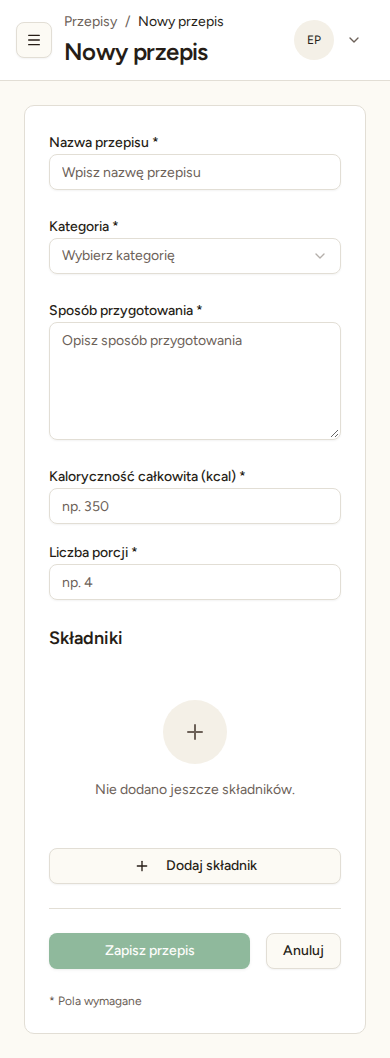 Przepisy / Nowy przepis
Nowy przepis
EP
Nazwa przepisu *
Wpisz nazwę przepisu
Kategoria *
Wybierz kategorię
Sposób przygotowania *
Opisz sposób przygotowania
Kaloryczność całkowita (kcal) *
np. 350
Liczba porcji *
np. 4
Składniki
Nie dodano jeszcze składników.
Dodaj składnik
Zapisz przepis
Anuluj
* Pola wymagane